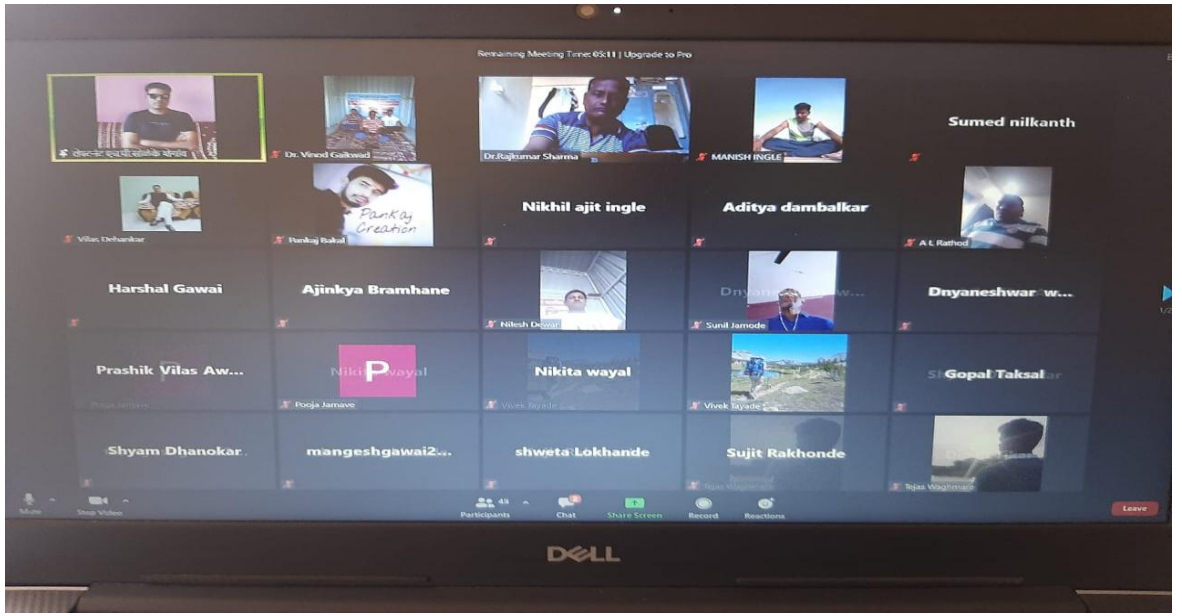 Remaining Meeting Time: 05:11 | Upgrade to Pro
Dr. Vinod Gaikwad
Dr.Rajkumar Sharma
MANISH INGLE
Sumed nilkanth
Vilas Dehankar
Pankaj Creation
Pankaj Bakal
Nikhil ajit ingle
Aditya dambalkar
A L Rathod
Harshal Gawai
Ajinkya Bramhane
Nilesh Dewar
Sunil Jamode
Dnyaneshwar w...
Prashik Vilas Aw...
P
Pooja Jamave
Nikita wayal
Vivek Tayade
Vivek Tayade
Gopal Taksal
Shyam Dhanokar
mangeshgawai2...
shweta Lokhande
Sujit Rakhonde
Tejas Waghmare
Mute
Stop Video
Participants
Chat
Share Screen
Record
Reactions
Leave
DELL